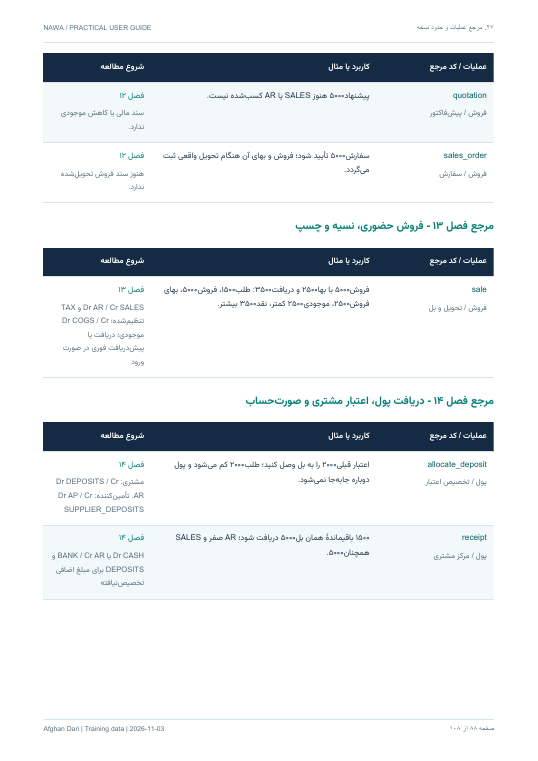 ۳۲. مرجع عملیات و حدود نسخه
NAWA / PRACTICAL USER GUIDE
عملیات / کد مرجع
کاربرد یا مثال
شروع مطالعه
quotation
فروش / پیش‌فاکتور
پیشنهاد۵۰۰۰ هنوز SALES یا AR کسب‌شده نیست.
فصل ۱۲
سند مالی یا کاهش موجودی
ندارد.
sales_order
فروش / سفارش
سفارش۵۰۰۰ تأیید شود؛ فروش و بهای آن هنگام تحویل واقعی ثبت
می‌گردد.
فصل ۱۲
هنوز سند فروش تحویل‌شده
ندارد.
مرجع فصل ۱۳ - فروش حضوری، نسیه و چسپ
عملیات / کد مرجع
کاربرد یا مثال
شروع مطالعه
sale
فروش / تحویل و بل
فروش۵۰۰۰ با بها۲۵۰۰ و دریافت۳۵۰۰؛ طلب۱۵۰۰، فروش۵۰۰۰، بهای
فروش۲۵۰۰، موجودی۲۵۰۰ کمتر، نقد۳۵۰۰ بیشتر.
فصل ۱۳
Dr AR / Cr SALES و TAX
تنظیم‌شده؛ Dr COGS / Cr
موجودی؛ دریافت یا
پیش‌دریافت فوری در صورت
ورود
مرجع فصل ۱۴ - دریافت پول، اعتبار مشتری و صورت‌حساب
عملیات / کد مرجع
کاربرد یا مثال
شروع مطالعه
allocate_deposit
پول / تخصیص اعتبار
اعتبار قبلی۲۰۰۰ را به بل وصل کنید؛ طلب۲۰۰۰ کم می‌شود و پول
دوباره جابه‌جا نمی‌شود.
فصل ۱۴
مشتری: Dr DEPOSITS / Cr
AR. تأمین‌کننده: Dr AP / Cr
SUPPLIER_DEPOSITS
receipt
پول / مرکز مشتری
۱۵۰۰ باقیماندهٔ همان بل۵۰۰۰ دریافت شود؛ AR صفر و SALES
همچنان۵۰۰۰.
فصل ۱۴
Dr CASH یا BANK / Cr AR و
DEPOSITS برای مبلغ اضافی
تخصیص‌نیافته
صفحه ۸۸ از ۱۰۸
Afghan Dari | Training data | 2026-11-03